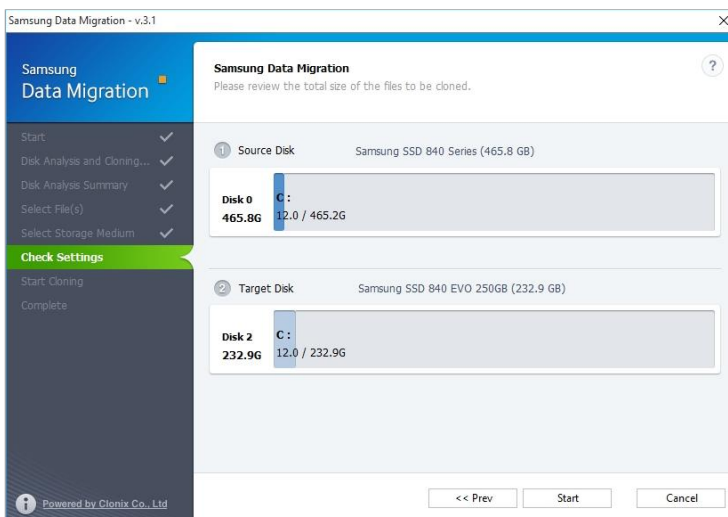 Samsung Data Migration - v.3.1
Samsung
Data Migration
Start
Disk Analysis and Cloning...
Disk Analysis Summary
Select File(s)
Select Storage Medium
Check Settings
Start Cloning
Complete
Powered by Clonix Co., Ltd
Samsung Data Migration
Please review the total size of the files to be cloned.
?
1 Source Disk Samsung SSD 840 Series (465.8 GB)
Disk 0
465.8G
C :
12.0 / 465.2G
2 Target Disk Samsung SSD 840 EVO 250GB (232.9 GB)
Disk 2
232.9G
C :
12.0 / 232.9G
<< Prev Start Cancel